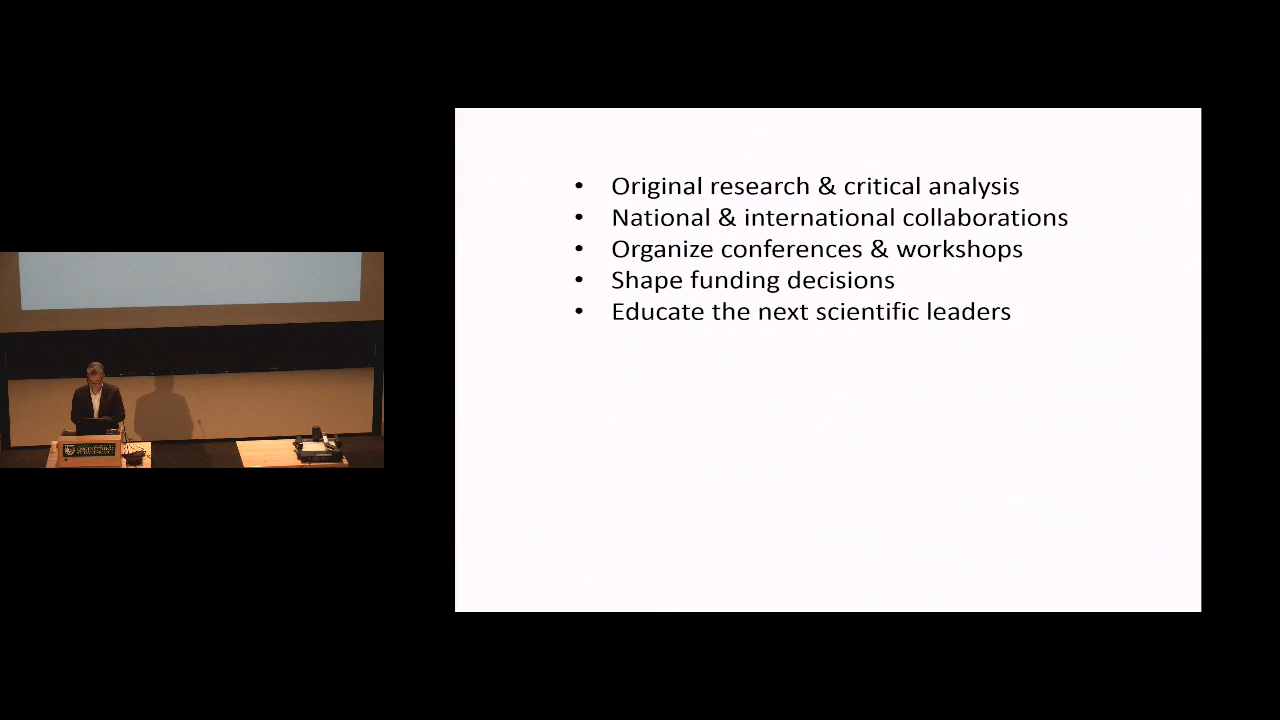 • Original research & critical analysis
• National & international collaborations
• Organize conferences & workshops
• Shape funding decisions
• Educate the next scientific leaders